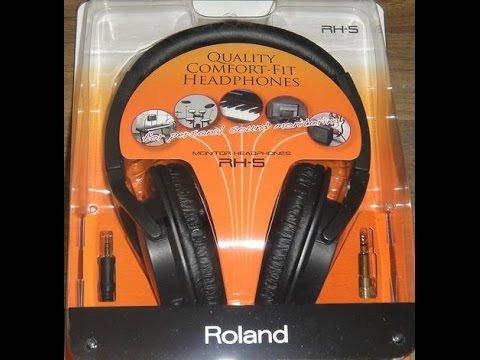 RH-5
QUALITY
COMFORT-FIT
HEADPHONES
for personal sound monitoring
MONITOR HEADPHONES
RH-5
Roland